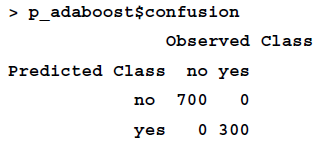 > p_adaboost$confusion
Observed Class
Predicted Class no yes
no 700 0
yes 0 300